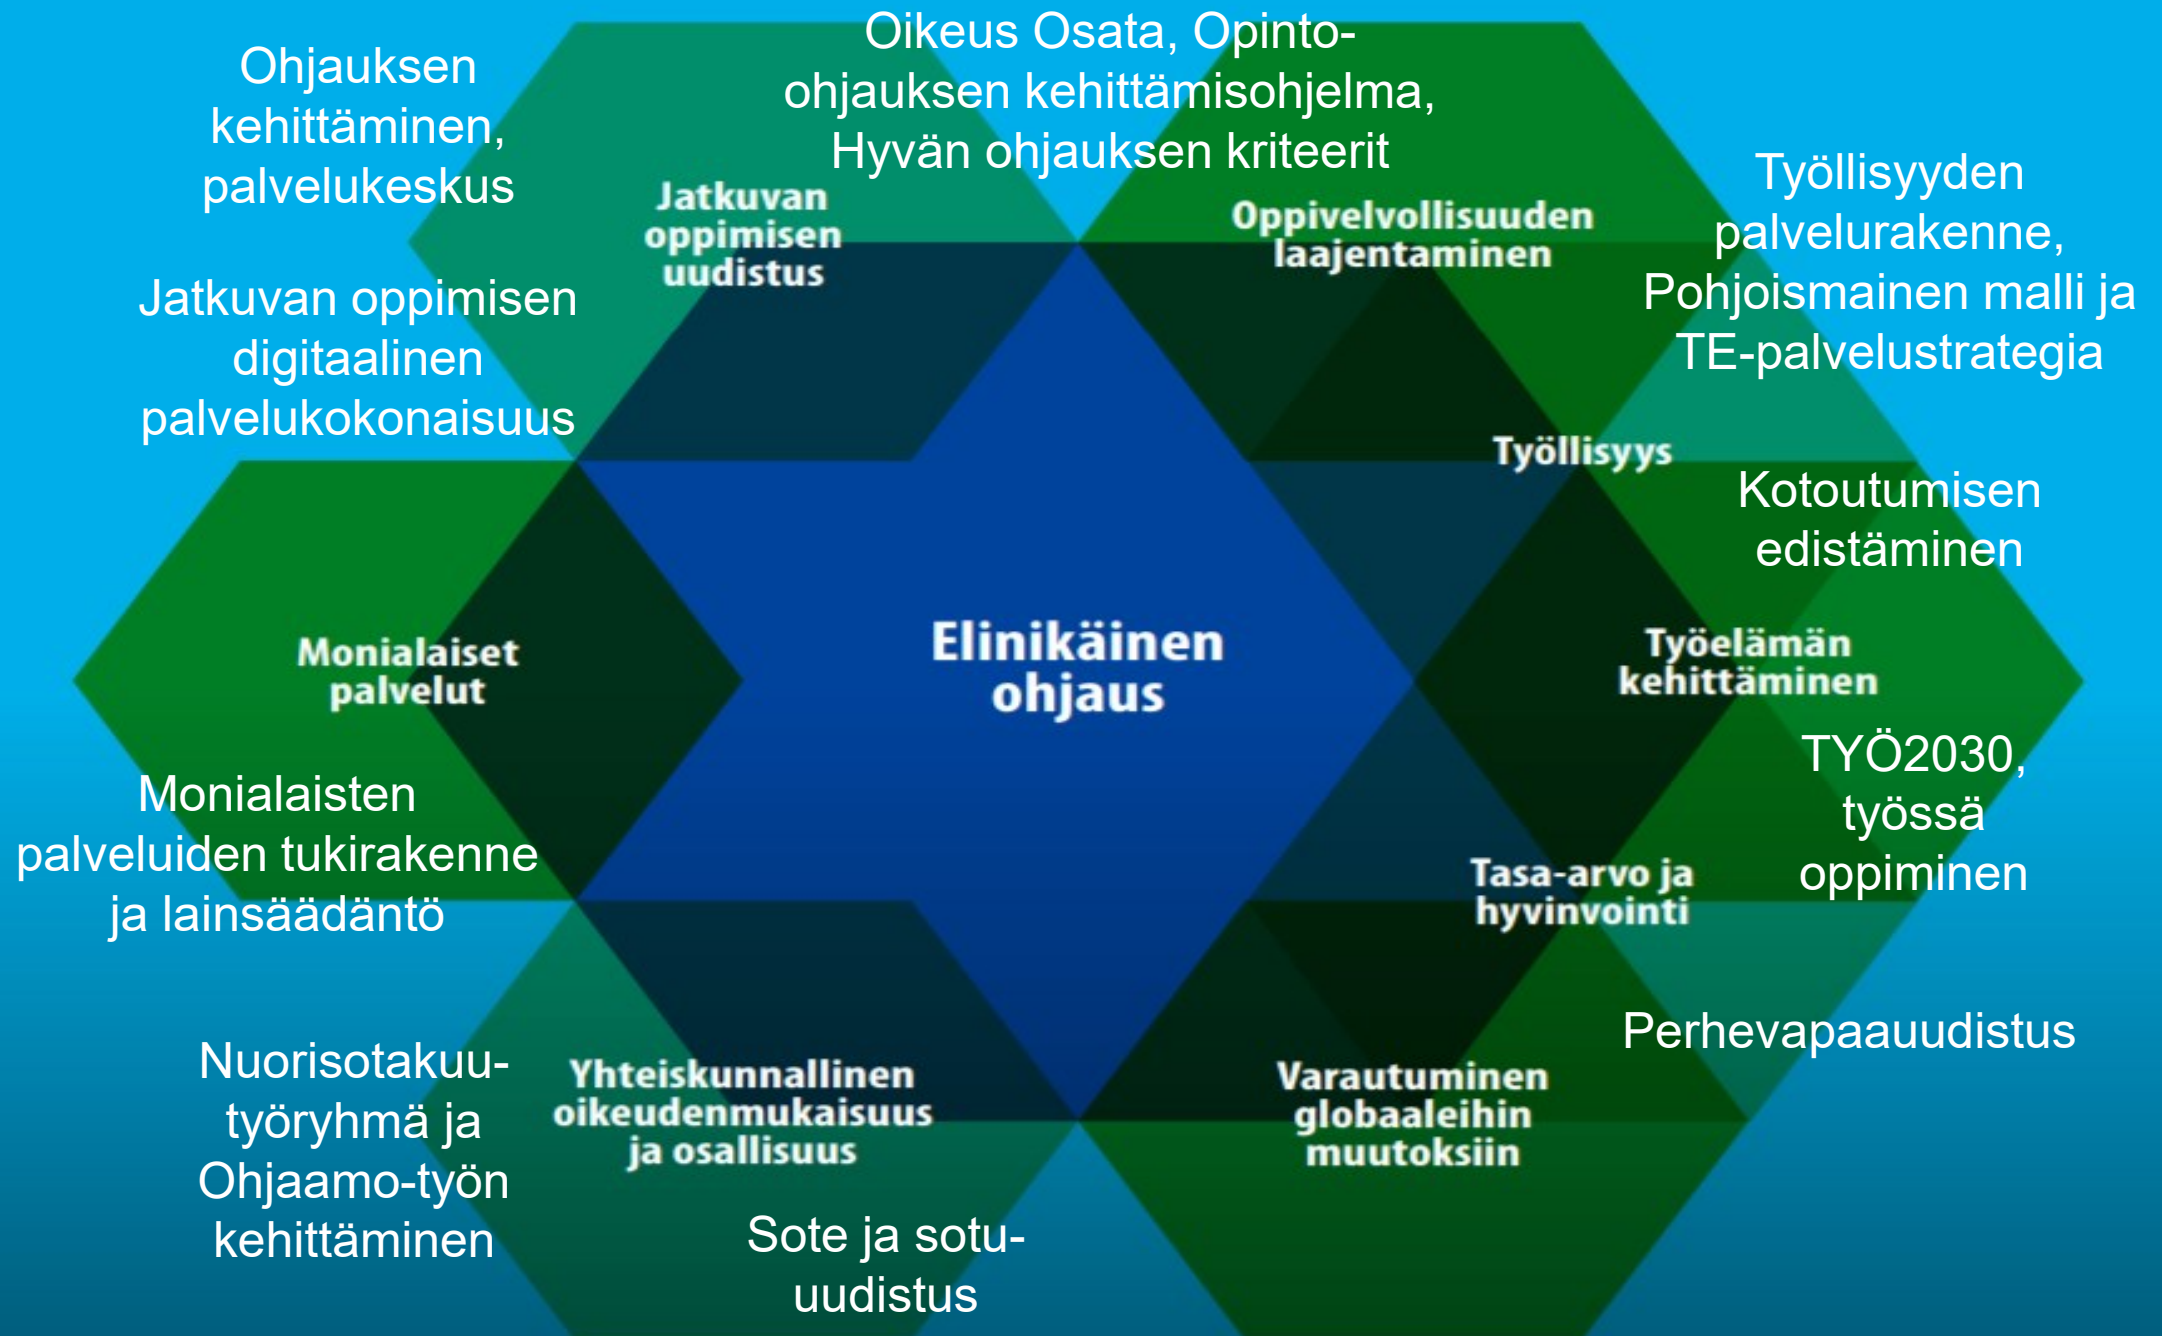 Ohjauksen
kehittäminen,
palvelukeskus
Oikeus Osata, Opinto-
ohjauksen kehittämisohjelma,
Hyvän ohjauksen kriteerit
Jatkuvan
oppimisen
uudistus
Oppivelvollisuuden
laajentaminen
Työllisyyden
palvelurakenne,
Pohjoismainen malli ja
TE-palvelustrategia
Jatkuvan oppimisen
digitaalinen
palvelukokonaisuus
Työllisyys
Kotoutumisen
edistäminen
Monialaiset
palvelut
Elinikäinen
ohjaus
Työelämän
kehittäminen
TYÖ2030,
työssä
oppiminen
Monialaisten
palveluiden tukirakenne
ja lainsäädäntö
Tasa-arvo ja
hyvinvointi
Perhevapaauudistus
Nuorisotakuu-
työryhmä ja
Ohjaamo-työn
kehittäminen
Yhteiskunnallinen
oikeudenmukaisuus
ja osallisuus
Varautuminen
globaaleihin
muutoksiin
Sote ja sotu-
uudistus